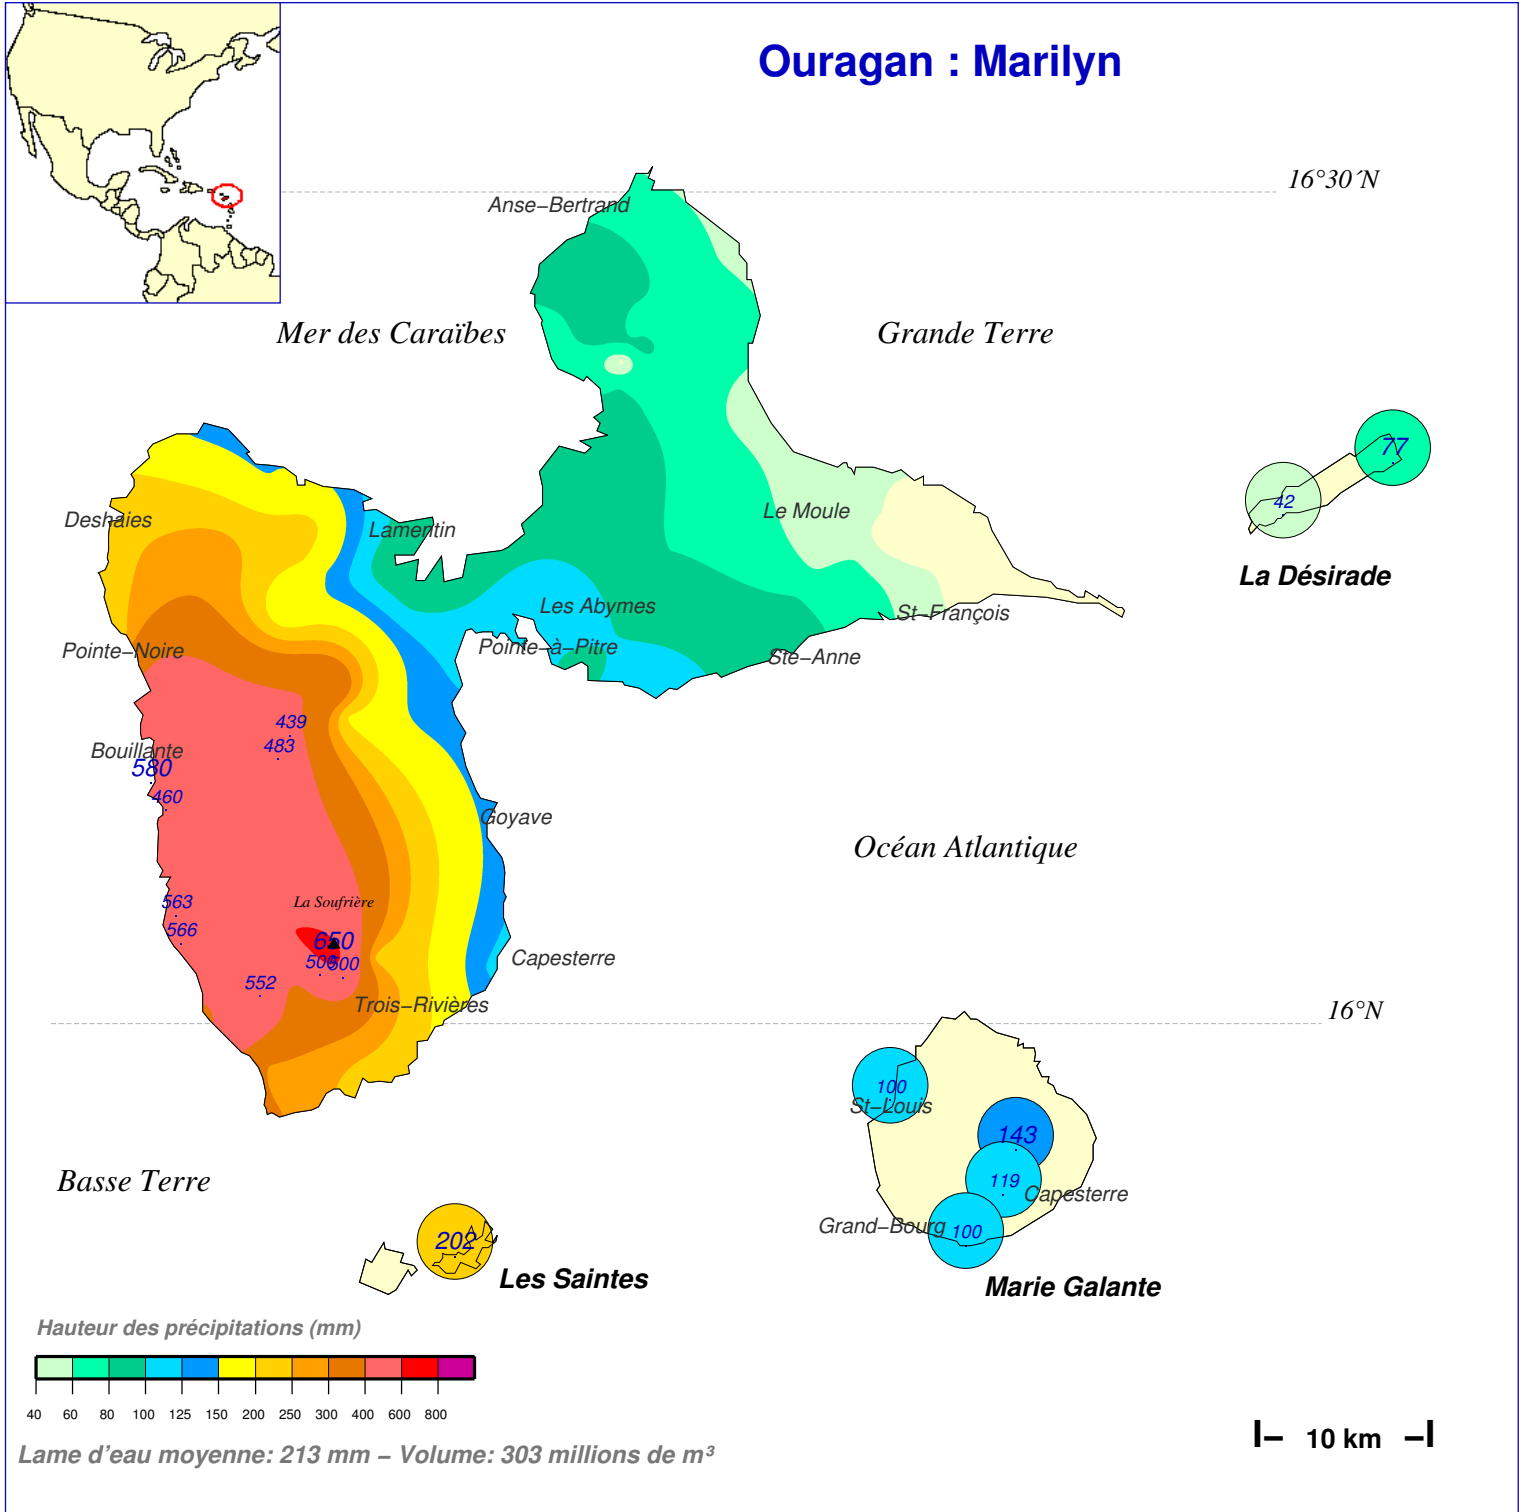 Ouragan : Marilyn
16°30´N
Anse−Bertrand
Mer des Caraïbes
Grande Terre
77
42
Deshaies
Lamentin
Le Moule
La Désirade
Les Abymes
St−François
Pointe−Noire
Pointe−à−Pitre
Ste−Anne
439
483
Bouillante
580
460
Goyave
Océan Atlantique
La Soufrière
563
566
650
500
Capesterre
552
Trois−Rivières
16°N
100
St−Louis
143
119
Capesterre
Grand−Bourg
100
Basse Terre
202
Les Saintes
Marie Galante
Hauteur des précipitations (mm)
40 60 80 100 125 150 200 250 300 400 600 800
10 km
Lame d'eau moyenne: 213 mm − Volume: 303 millions de m³